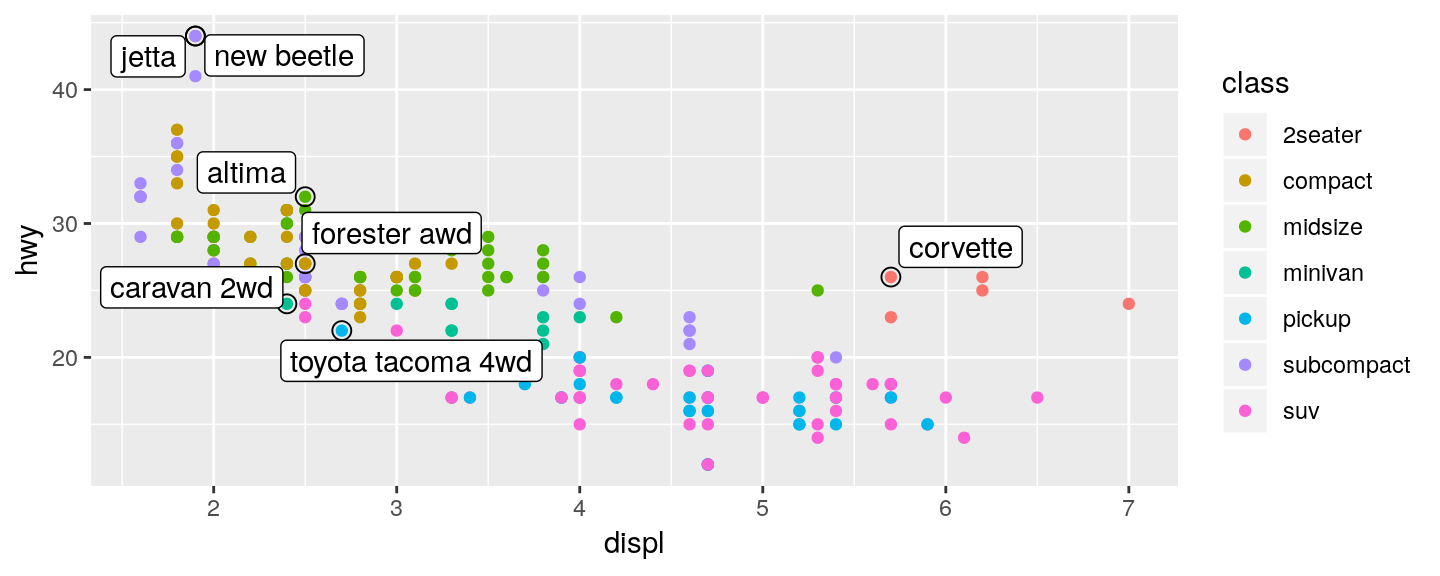 jetta
new beetle
altima
forester awd
caravan 2wd
toyota tacoma 4wd
corvette
hwy
40
30
20
2
3
4
5
6
7
displ
class
2seater
compact
midsize
minivan
pickup
subcompact
suv